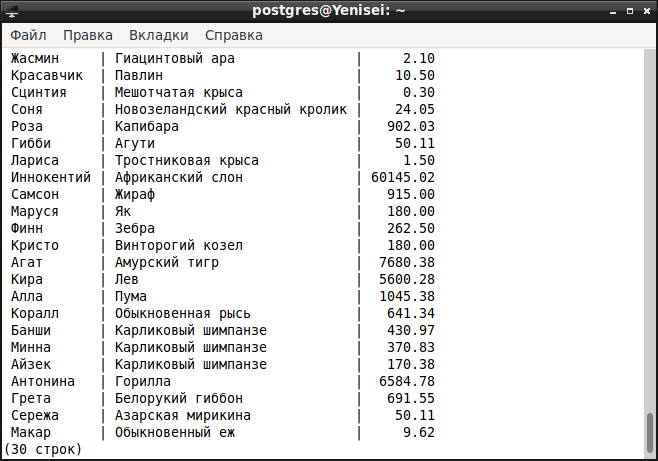 postgres@Yenisei: ~
Файл Правка Вкладки Справка
Жасмин | Гиацинтовый ара | 2.10
Красавчик | Павлин | 10.50
Сцинтия | Мешотчатая крыса | 0.30
Соня | Новозеландский красный кролик | 24.05
Роза | Капибара | 902.03
Гибби | Агути | 50.11
Лариса | Тростниковая крыса | 1.50
Иннокентий | Африканский слон | 60145.02
Самсон | Жираф | 915.00
Маруся | Як | 180.00
Финн | Зебра | 262.50
Кристо | Винторогий козел | 180.00
Агат | Амурский тигр | 7680.38
Кира | Лев | 5600.28
Алла | Пума | 1045.38
Коралл | Обыкновенная рысь | 641.34
Банши | Карликовый шимпанзе | 430.97
Минна | Карликовый шимпанзе | 370.83
Айзек | Карликовый шимпанзе | 170.38
Антонина | Горилла | 6584.78
Грета | Белорукий гиббон | 691.55
Сережа | Азарская мирикина | 50.11
Макар | Обыкновенный еж | 9.62
(30 строк)